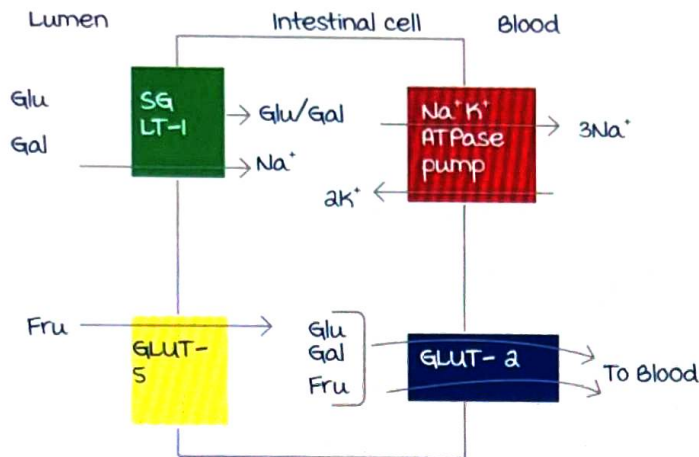 Lumen
Intestinal cell
Blood
Glu
Gal
SG
LT-1
Glu/Gal
Na⁺
Na⁺K⁺
ATPase
pump
3Na⁺
2K⁺
Fru
GLUT-
5
Glu
Gal
Fru
GLUT-2
To Blood